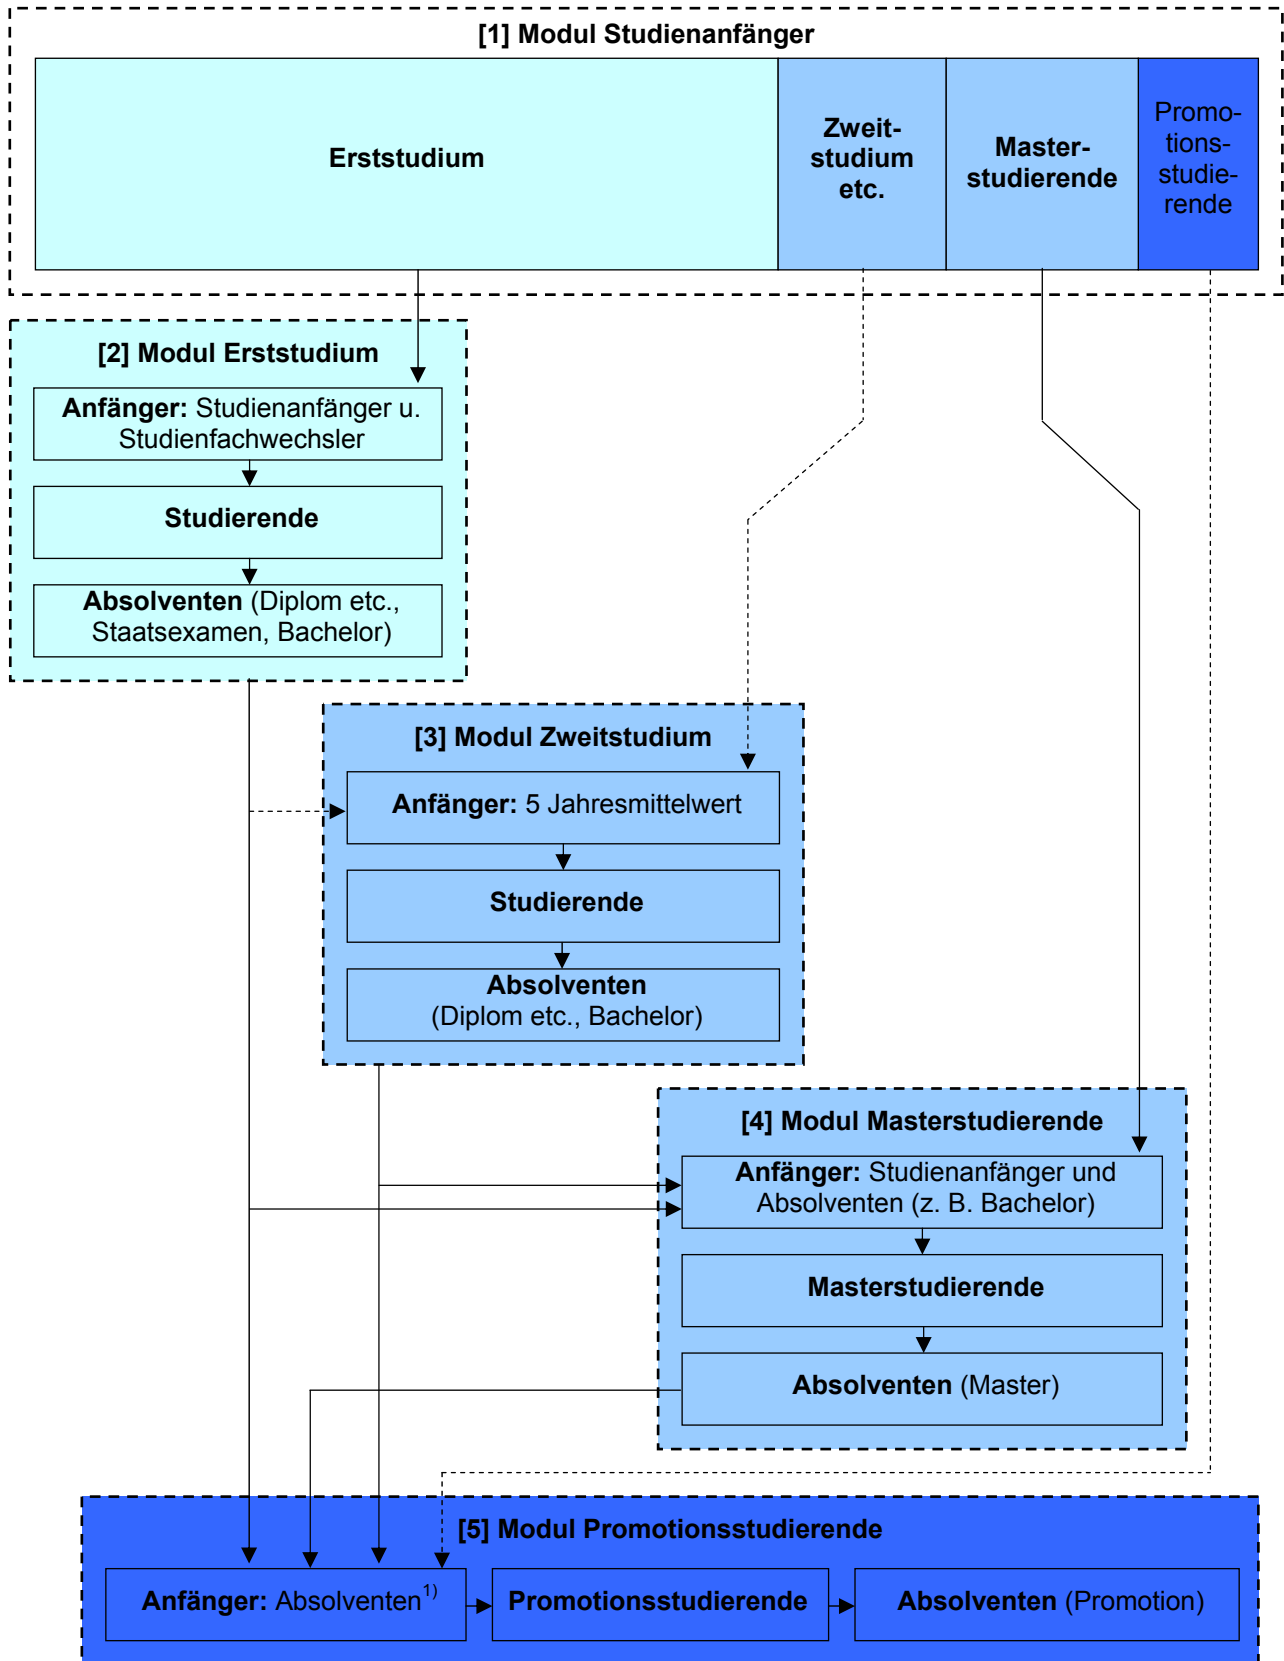 [1] Modul Studienanfänger
Erststudium
Zweit-
studium
etc.
Master-
studierende
Promo-
tions-
studie-
rende
[2] Modul Erststudium
Anfänger: Studienanfänger u.
Studienfachwechsler
Studierende
Absolventen (Diplom etc.,
Staatsexamen, Bachelor)
[3] Modul Zweitstudium
Anfänger: 5 Jahresmittelwert
Studierende
Absolventen
(Diplom etc., Bachelor)
[4] Modul Masterstudierende
Anfänger: Studienanfänger und
Absolventen (z. B. Bachelor)
Masterstudierende
Absolventen (Master)
[5] Modul Promotionsstudierende
Anfänger: Absolventen¹⁾
Promotionsstudierende
Absolventen (Promotion)